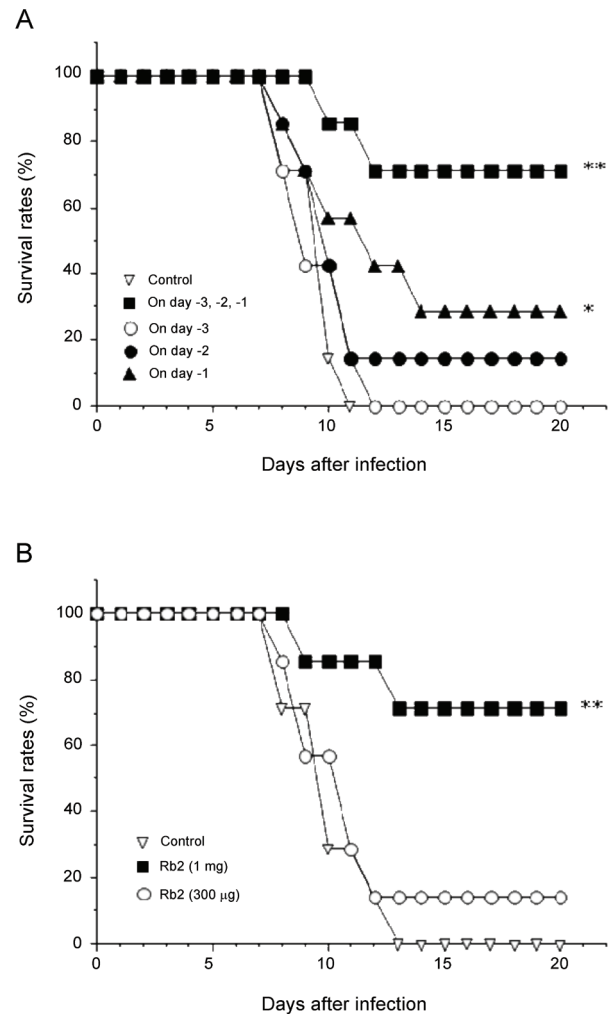 A
Survival rates (%)
100
80
60
40
20
0
Control
On day -3, -2, -1
On day -3
On day -2
On day -1
**
*
0 5 10 15 20
Days after infection
B
Survival rates (%)
100
80
60
40
20
0
Control
Rb2 (1 mg)
Rb2 (300 μg)
**
0 5 10 15 20
Days after infection